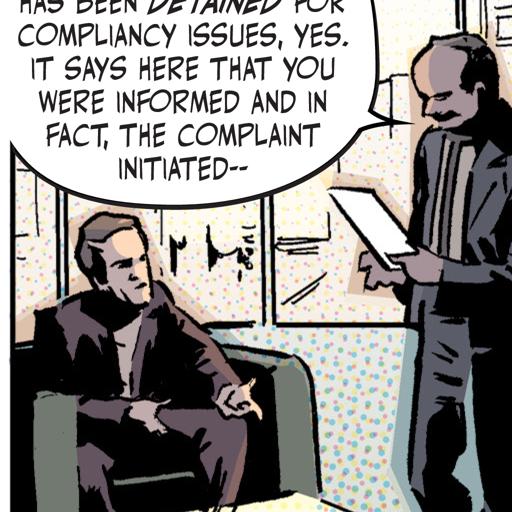 HAS BEEN DETAINED FOR
COMPLIANCY ISSUES, YES.
IT SAYS HERE THAT YOU
WERE INFORMED AND IN
FACT, THE COMPLAINT
INITIATED--